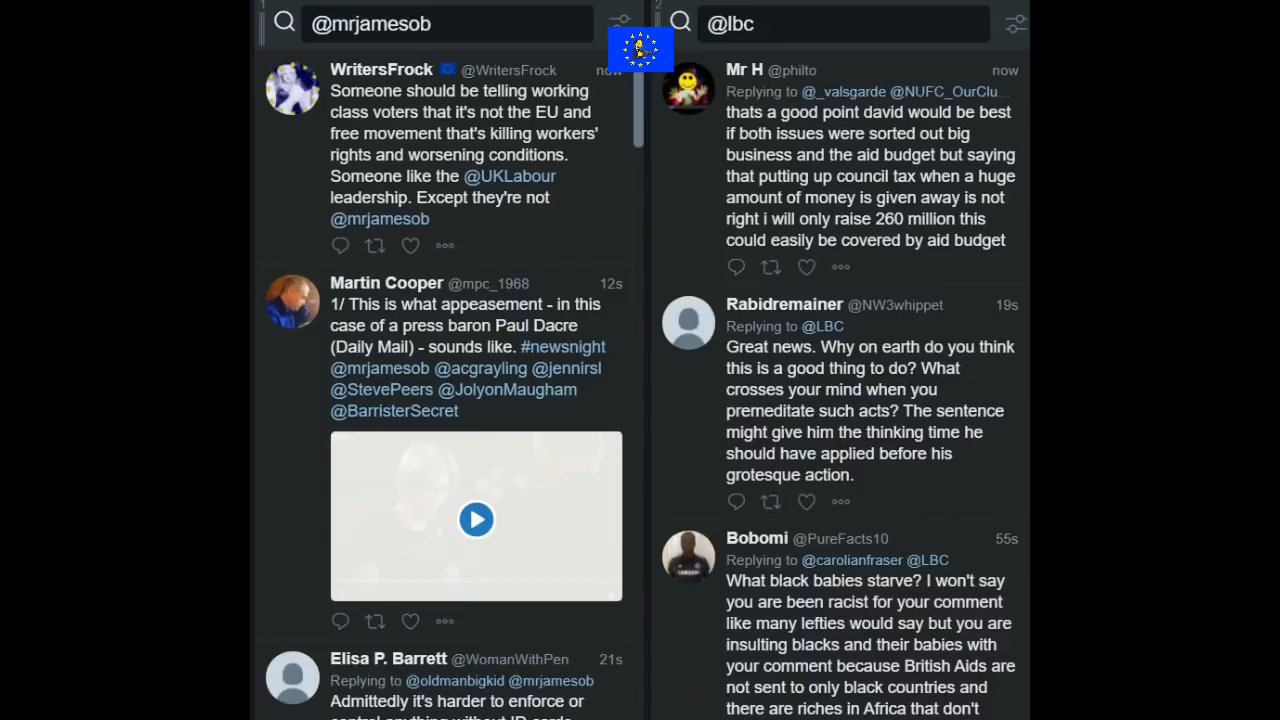 1
@mrjamesob
WritersFrock @WritersFrock now
Someone should be telling working
class voters that it's not the EU and
free movement that's killing workers'
rights and worsening conditions.
Someone like the @UKLabour
leadership. Except they're not
@mrjamesob
Martin Cooper @mpc_1968 12s
1/ This is what appeasement - in this
case of a press baron Paul Dacre
(Daily Mail) - sounds like. #newsnight
@mrjamesob @acgrayling @jennirsl
@StevePeers @JolyonMaugham
@BarristerSecret
Elisa P. Barrett @WomanWithPen 21s
Replying to @oldmanbigkid @mrjamesob
Admittedly it's harder to enforce or
control anything without ID cards
2
@lbc
Mr H @philto now
Replying to @_valsgarde @NUFC_OurClu...
thats a good point david would be best
if both issues were sorted out big
business and the aid budget but saying
that putting up council tax when a huge
amount of money is given away is not
right i will only raise 260 million this
could easily be covered by aid budget
Rabidremainer @NW3whippet 19s
Replying to @LBC
Great news. Why on earth do you think
this is a good thing to do? What
crosses your mind when you
premeditate such acts? The sentence
might give him the thinking time he
should have applied before his
grotesque action.
Bobomi @PureFacts10 55s
Replying to @carolianfraser @LBC
What black babies starve? I won't say
you are been racist for your comment
like many lefties would say but you are
insulting blacks and their babies with
your comment because British Aids are
not sent to only black countries and
there are riches in Africa that don't